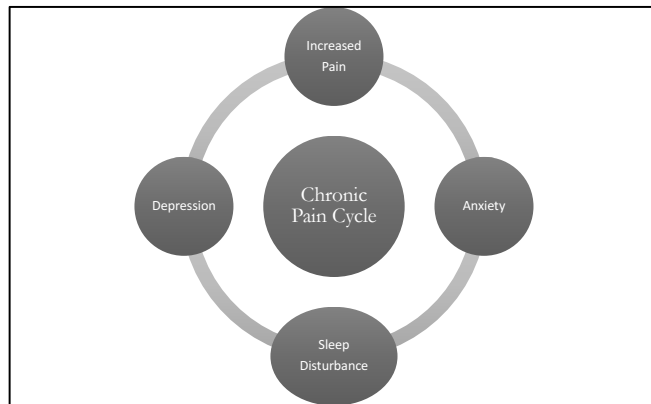 Increased
Pain
Depression
Chronic
Pain Cycle
Anxiety
Sleep
Disturbance